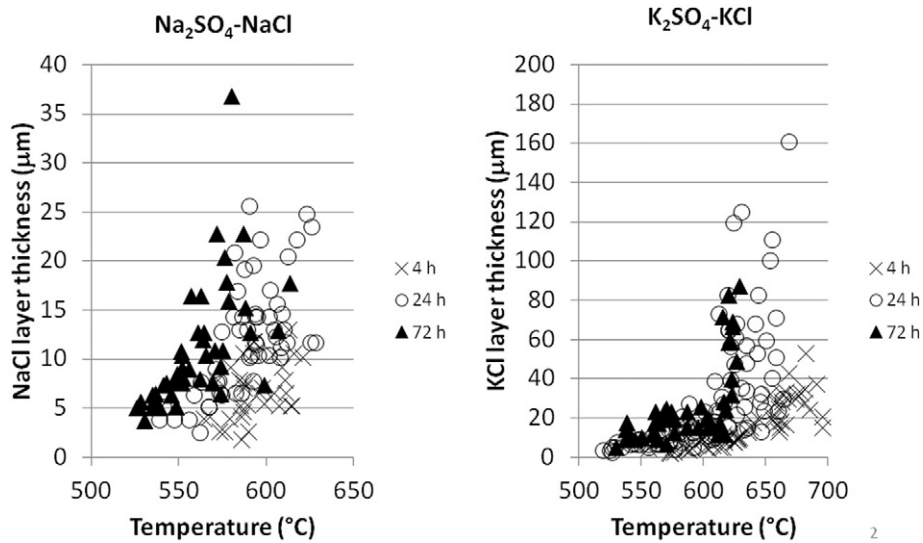 Na₂SO₄-NaCl
40
35
30
25
20
15
10
5
0
NaCl layer thickness (μm)
500 550 600 650
Temperature (°C)
× 4 h
○ 24 h
▲ 72 h
K₂SO₄-KCl
200
180
160
140
120
100
80
60
40
20
0
KCl layer thickness (μm)
500 550 600 650 700
Temperature (°C)
× 4 h
○ 24 h
▲ 72 h
2